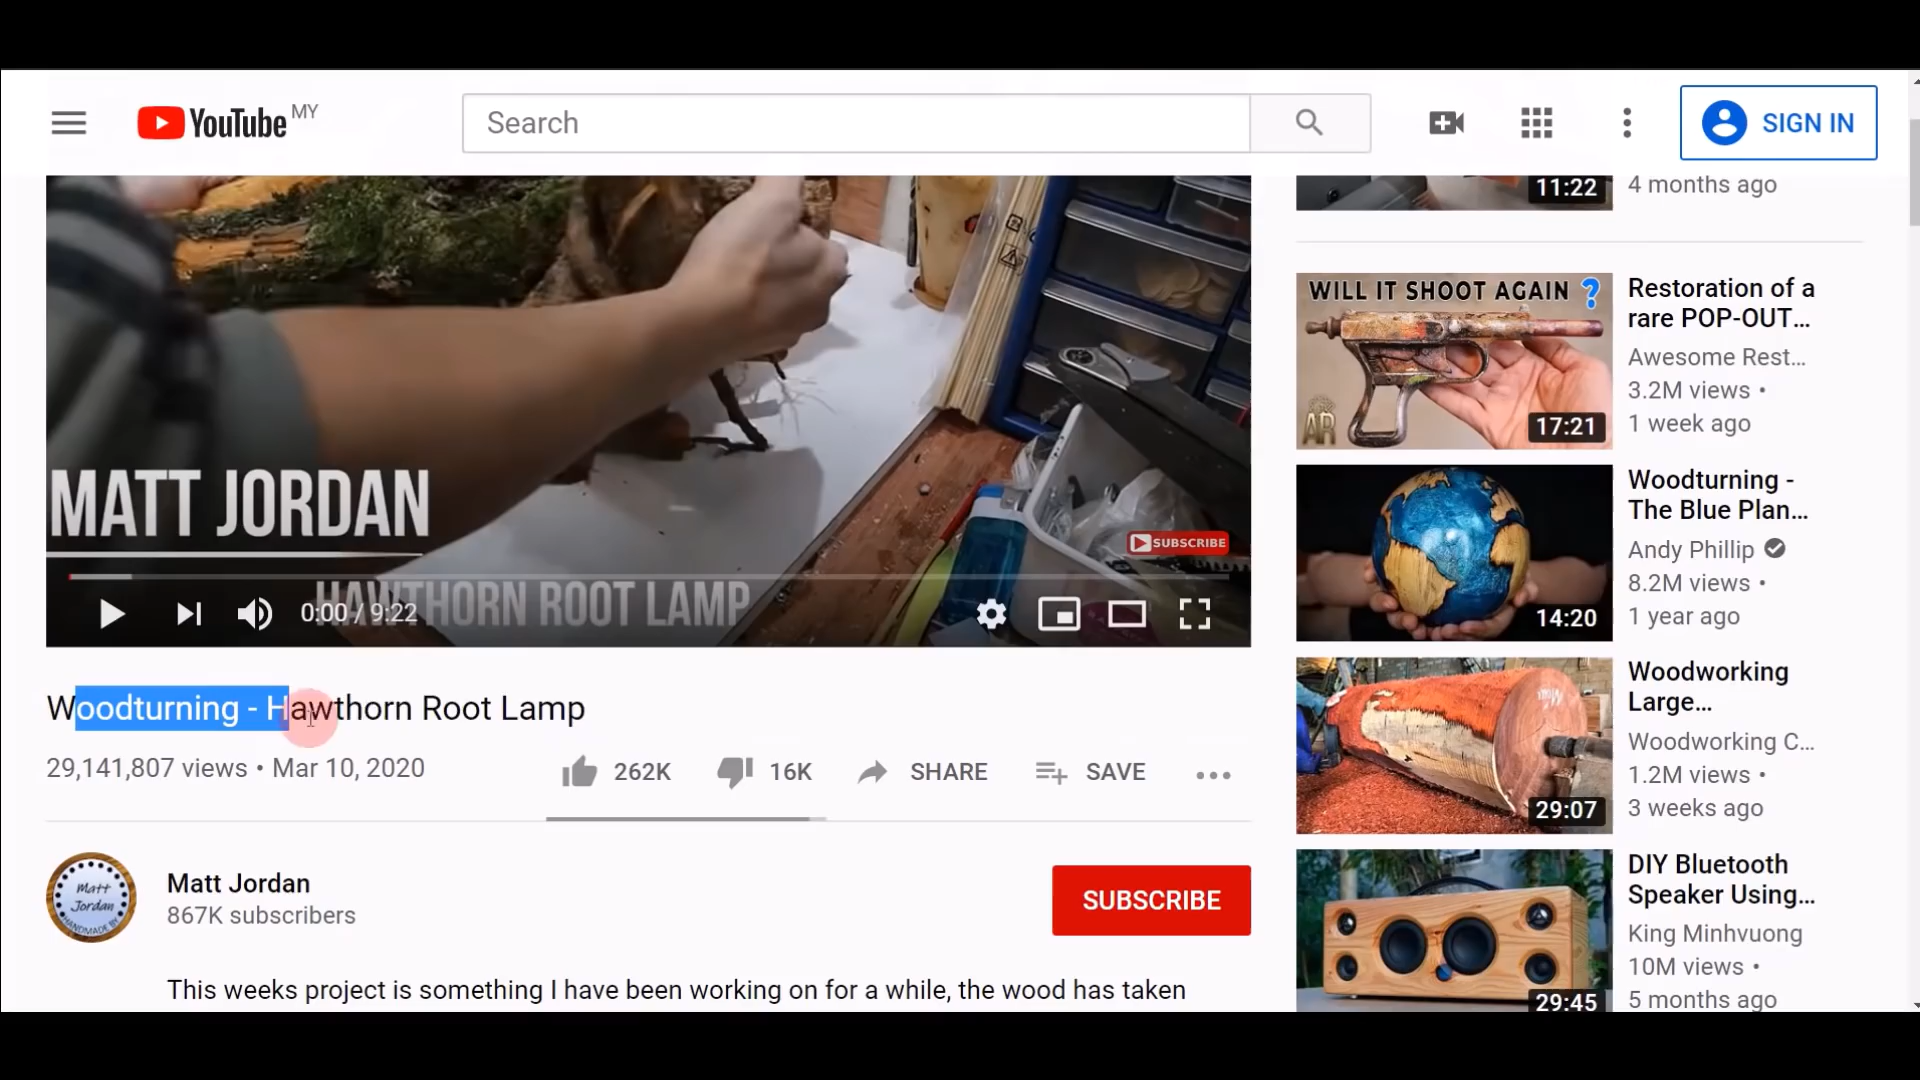 YouTube MY
Search
SIGN IN
MATT JORDAN
HAWTHORN ROOT LAMP
SUBSCRIBE
0:00 / 9:22
Woodturning - Hawthorn Root Lamp
29,141,807 views • Mar 10, 2020
262K
16K
SHARE
SAVE
Matt
Jordan
HANDMADE BY
Matt Jordan
867K subscribers
SUBSCRIBE
This weeks project is something I have been working on for a while, the wood has taken
11:22
4 months ago
WILL IT SHOOT AGAIN ?
AR
17:21
Restoration of a
rare POP-OUT...
Awesome Rest...
3.2M views •
1 week ago
14:20
Woodturning -
The Blue Plan...
Andy Phillip
8.2M views •
1 year ago
29:07
Woodworking
Large...
Woodworking C...
1.2M views •
3 weeks ago
29:45
DIY Bluetooth
Speaker Using...
King Minhvuong
10M views •
5 months ago